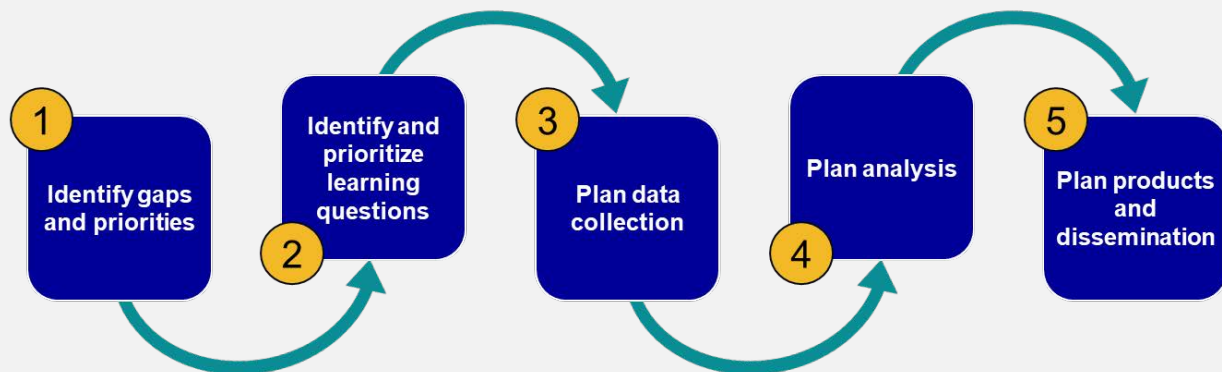 1
Identify gaps
and priorities
2
Identify and
prioritize
learning
questions
3
Plan data
collection
4
Plan analysis
5
Plan products
and
dissemination